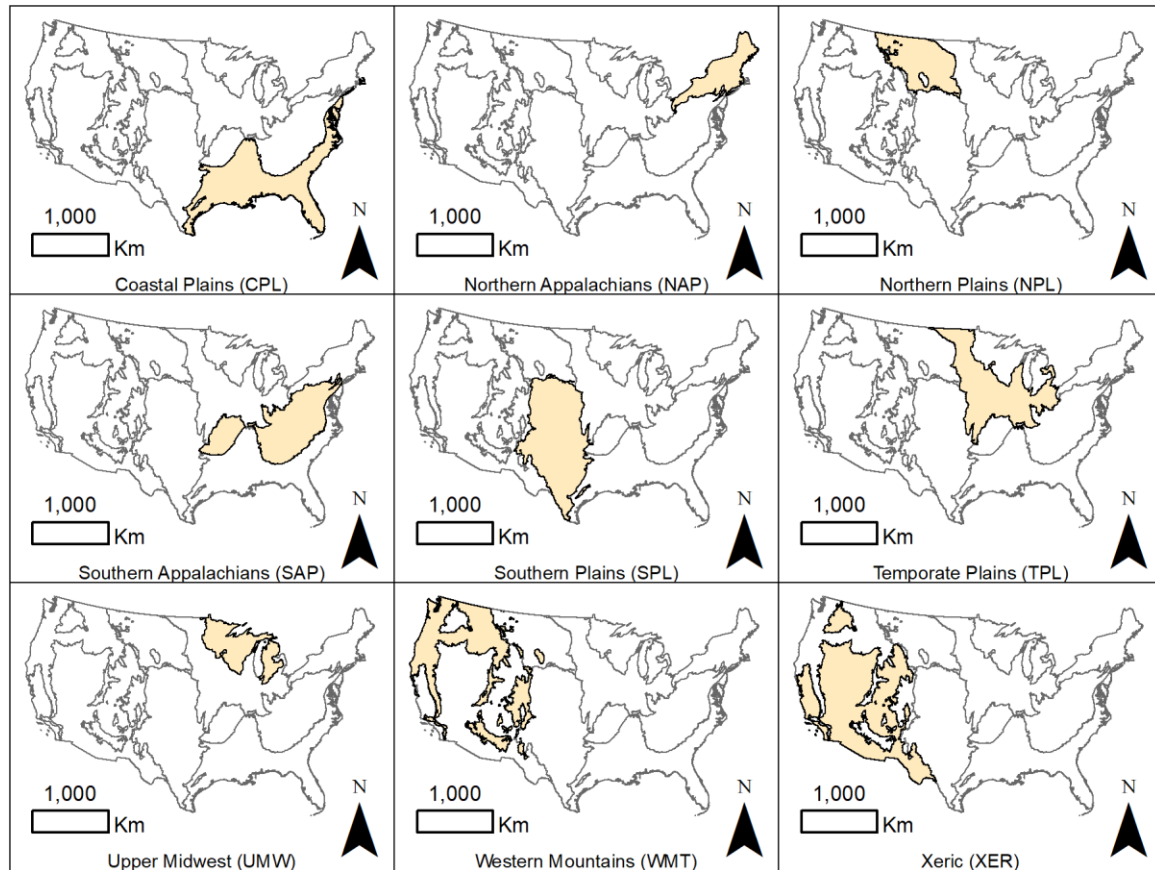 1,000
Km
N
Coastal Plains (CPL)
1,000
Km
N
Northern Appalachians (NAP)
1,000
Km
N
Northern Plains (NPL)
1,000
Km
N
Southern Appalachians (SAP)
1,000
Km
N
Southern Plains (SPL)
1,000
Km
N
Temporate Plains (TPL)
1,000
Km
N
Upper Midwest (UMW)
1,000
Km
N
Western Mountains (WMT)
1,000
Km
N
Xeric (XER)